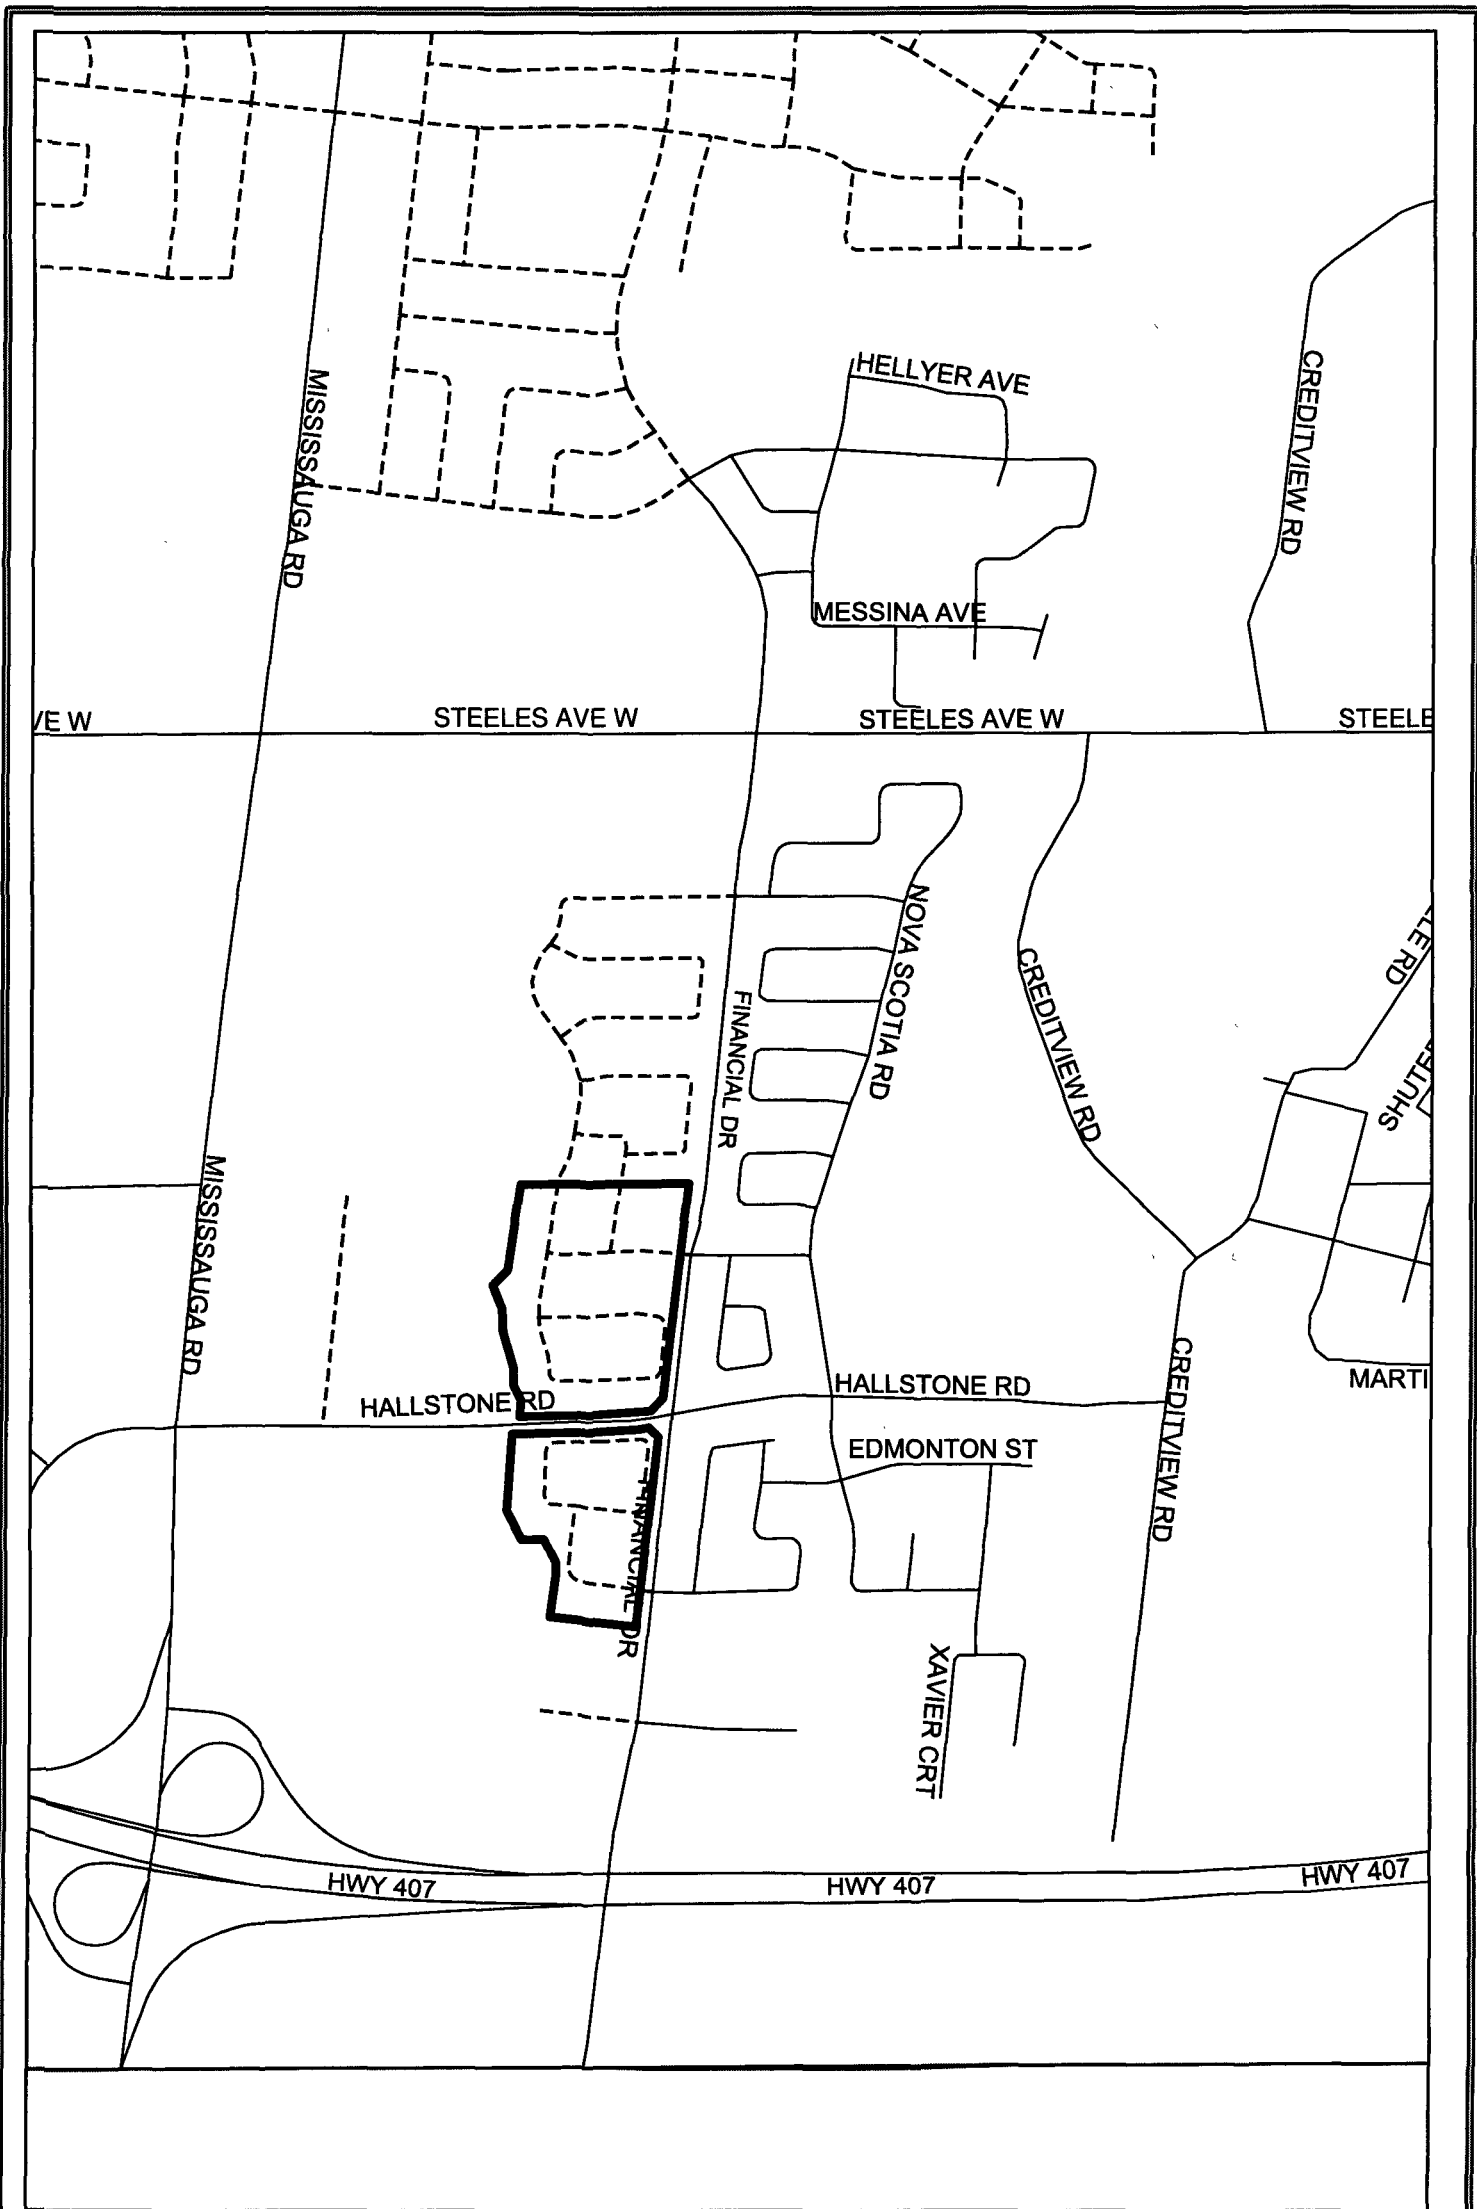 HELLYER AVE
CREDITVIEW RD
MISSISSAUGA RD
MESSINA AVE
VE W
STEELES AVE W
STEELES AVE W
STEELE
NOVA SCOTIA RD
LE RD
CREDITVIEW RD
FINANCIAL DR
SHUTE
MISSISSAUGA RD
CREDITVIEW RD
MARTI
HALLSTONE RD
HALLSTONE RD
EDMONTON ST
FINANCIAL DR
XAVIER CRT
HWY 407
HWY 407
HWY 407